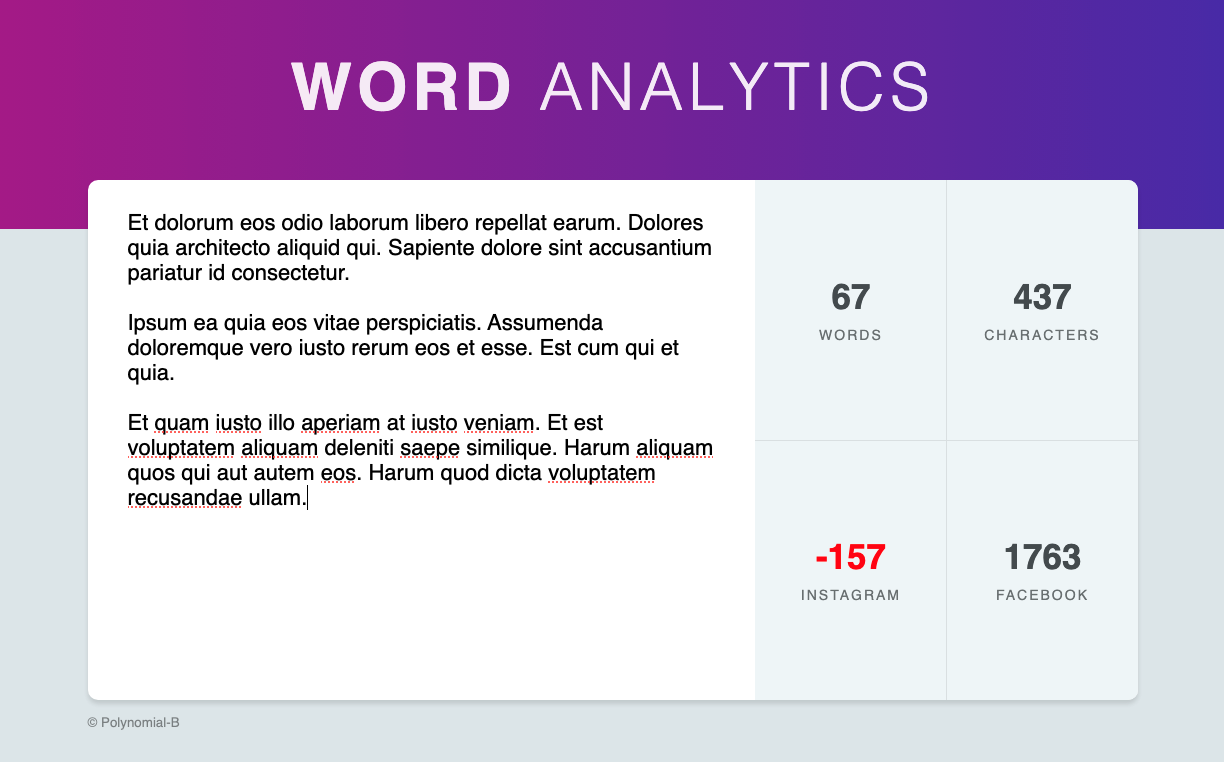 WORD ANALYTICS
Et dolorum eos odio laborum libero repellat earum. Dolores
quia architecto aliquid qui. Sapiente dolore sint accusantium
pariatur id consectetur.
Ipsum ea quia eos vitae perspiciatis. Assumenda
doloremque vero iusto rerum eos et esse. Est cum qui et
quia.
Et quam iusto illo aperiam at iusto veniam. Et est
voluptatem aliquam deleniti saepe similique. Harum aliquam
quos qui aut autem eos. Harum quod dicta voluptatem
recusandae ullam.
67
WORDS
437
CHARACTERS
-157
INSTAGRAM
1763
FACEBOOK
© Polynomial-B